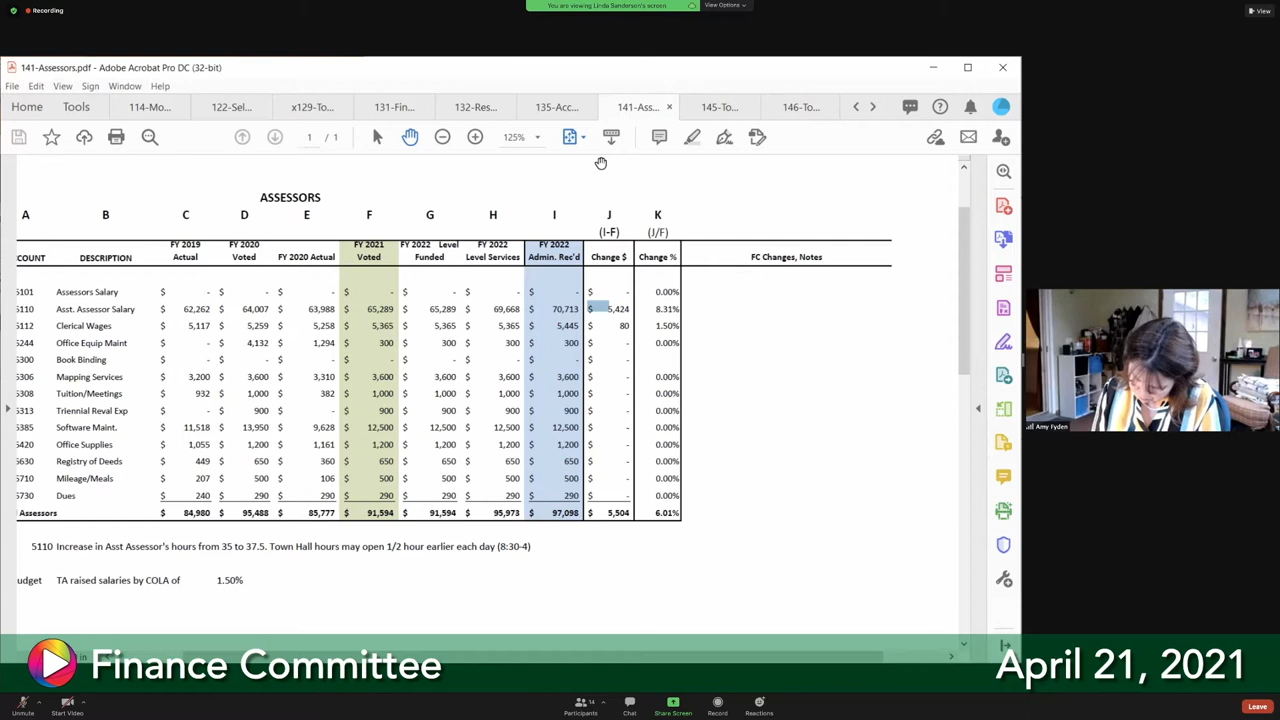 Recording
You are viewing Linda Sanderson's screen
View Options
View
141-Assessors.pdf - Adobe Acrobat Pro DC (32-bit)
File Edit View Sign Window Help
Home Tools 114-Mo... 122-Sel... x129-To... 131-Fin... 132-Res... 135-Acc... 141-Ass... × 145-To... 146-To...
1 / 1 125%
ASSESSORS
A B C D E F G H I J K
(I-F) (J/F)
FY 2019 FY 2020 FY 2021 FY 2022 Level FY 2022 FY 2022
COUNT DESCRIPTION Actual Voted FY 2020 Actual Voted Funded Level Services Admin. Rec'd Change $ Change % FC Changes, Notes
5101 Assessors Salary $ - $ - $ - $ - $ - $ - $ - $ - 0.00%
5110 Asst. Assessor Salary $ 62,262 $ 64,007 $ 63,988 $ 65,289 $ 65,289 $ 69,668 $ 70,713 $ 5,424 8.31%
5112 Clerical Wages $ 5,117 $ 5,259 $ 5,258 $ 5,365 $ 5,365 $ 5,365 $ 5,445 $ 80 1.50%
5244 Office Equip Maint $ - $ 4,132 $ 1,294 $ 300 $ 300 $ 300 $ 300 $ - 0.00%
5300 Book Binding $ - $ - $ - $ - $ - $ - $ - $ -
5306 Mapping Services $ 3,200 $ 3,600 $ 3,310 $ 3,600 $ 3,600 $ 3,600 $ 3,600 $ - 0.00%
5308 Tuition/Meetings $ 932 $ 1,000 $ 382 $ 1,000 $ 1,000 $ 1,000 $ 1,000 $ - 0.00%
5313 Triennial Reval Exp $ - $ 900 $ - $ 900 $ 900 $ 900 $ 900 $ - 0.00%
5385 Software Maint. $ 11,518 $ 13,950 $ 9,628 $ 12,500 $ 12,500 $ 12,500 $ 12,500 $ - 0.00%
5420 Office Supplies $ 1,055 $ 1,200 $ 1,161 $ 1,200 $ 1,200 $ 1,200 $ 1,200 $ - 0.00%
5630 Registry of Deeds $ 449 $ 650 $ 360 $ 650 $ 650 $ 650 $ 650 $ - 0.00%
5710 Mileage/Meals $ 207 $ 500 $ 106 $ 500 $ 500 $ 500 $ 500 $ - 0.00%
5730 Dues $ 240 $ 290 $ 290 $ 290 $ 290 $ 290 $ 290 $ - 0.00%
Assessors $ 84,980 $ 95,488 $ 85,777 $ 91,594 $ 91,594 $ 95,973 $ 97,098 $ 5,504 6.01%
5110 Increase in Asst Assessor's hours from 35 to 37.5. Town Hall hours may open 1/2 hour earlier each day (8:30-4)
udget TA raised salaries by COLA of 1.50%
Amy Fyden
Finance Committee
April 21, 2021
Unmute Start Video Participants 14 Chat Share Screen Record Reactions Leave